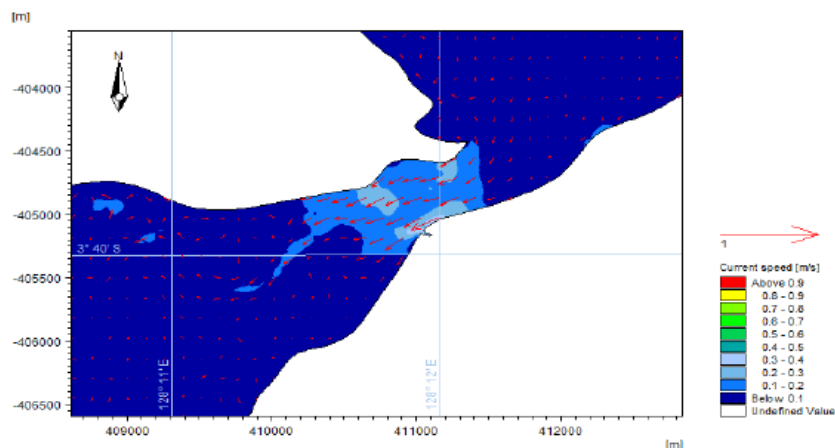 [m]
N
-404000
-404500
-405000
3° 40' S
-405500
-406000
-406500
128° 11' E
128° 12' E
409000
410000
411000
412000
[m]
1
Current speed [m/s]
Above 0.9
0.8 - 0.9
0.7 - 0.8
0.6 - 0.7
0.5 - 0.6
0.4 - 0.5
0.3 - 0.4
0.2 - 0.3
0.1 - 0.2
Below 0.1
Undefined Value